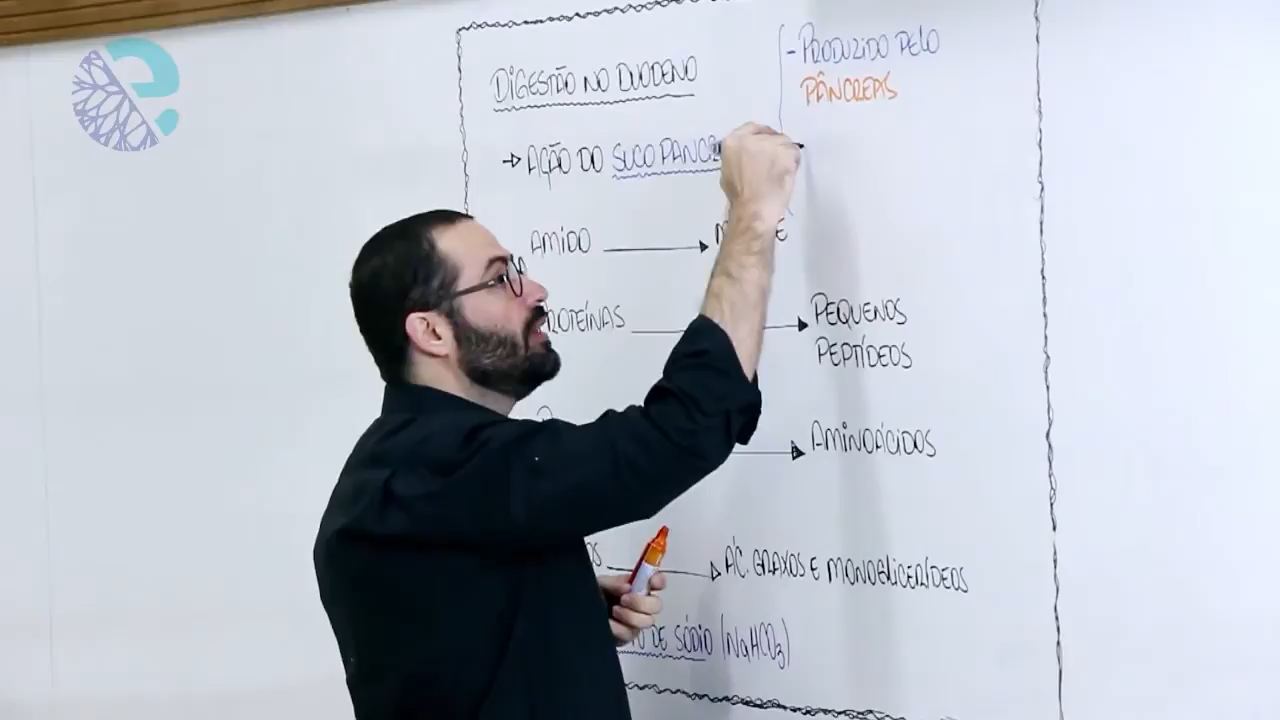 DIGESTÃO NO DUODENO
- PRODUZIDO PELO
PÂNCREAS
→ AÇÃO DO SUCO
AMIDO
PROTEÍNAS
PEQUENOS
PEPTÍDEOS
AMINOÁCIDOS
ÁC. GRAXOS E MONOGLICERÍDEOS
DE SÓDIO (NaHCO3)